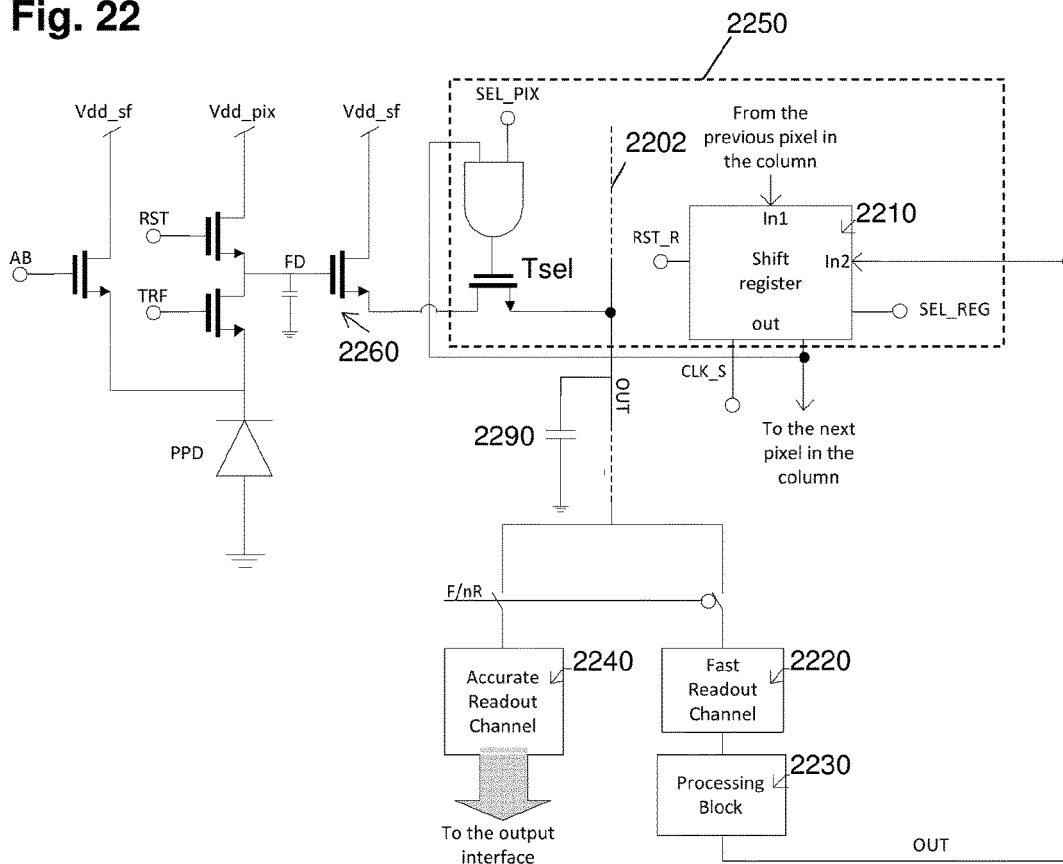 Fig. 22
2250
SEL_PIX
Vdd_sf
Vdd_pix
Vdd_sf
From the
previous pixel in
the column
2202
In1
2210
RST
RST_R
Shift
register
In2
AB
FD
Tsel
TRF
SEL_REG
out
2260
CLK_S
OUT
2290
To the next
pixel in the
column
PPD
F/nR
Accurate
Readout
Channel
2240
Fast
Readout
Channel
2220
Processing
Block
2230
To the output
interface
OUT